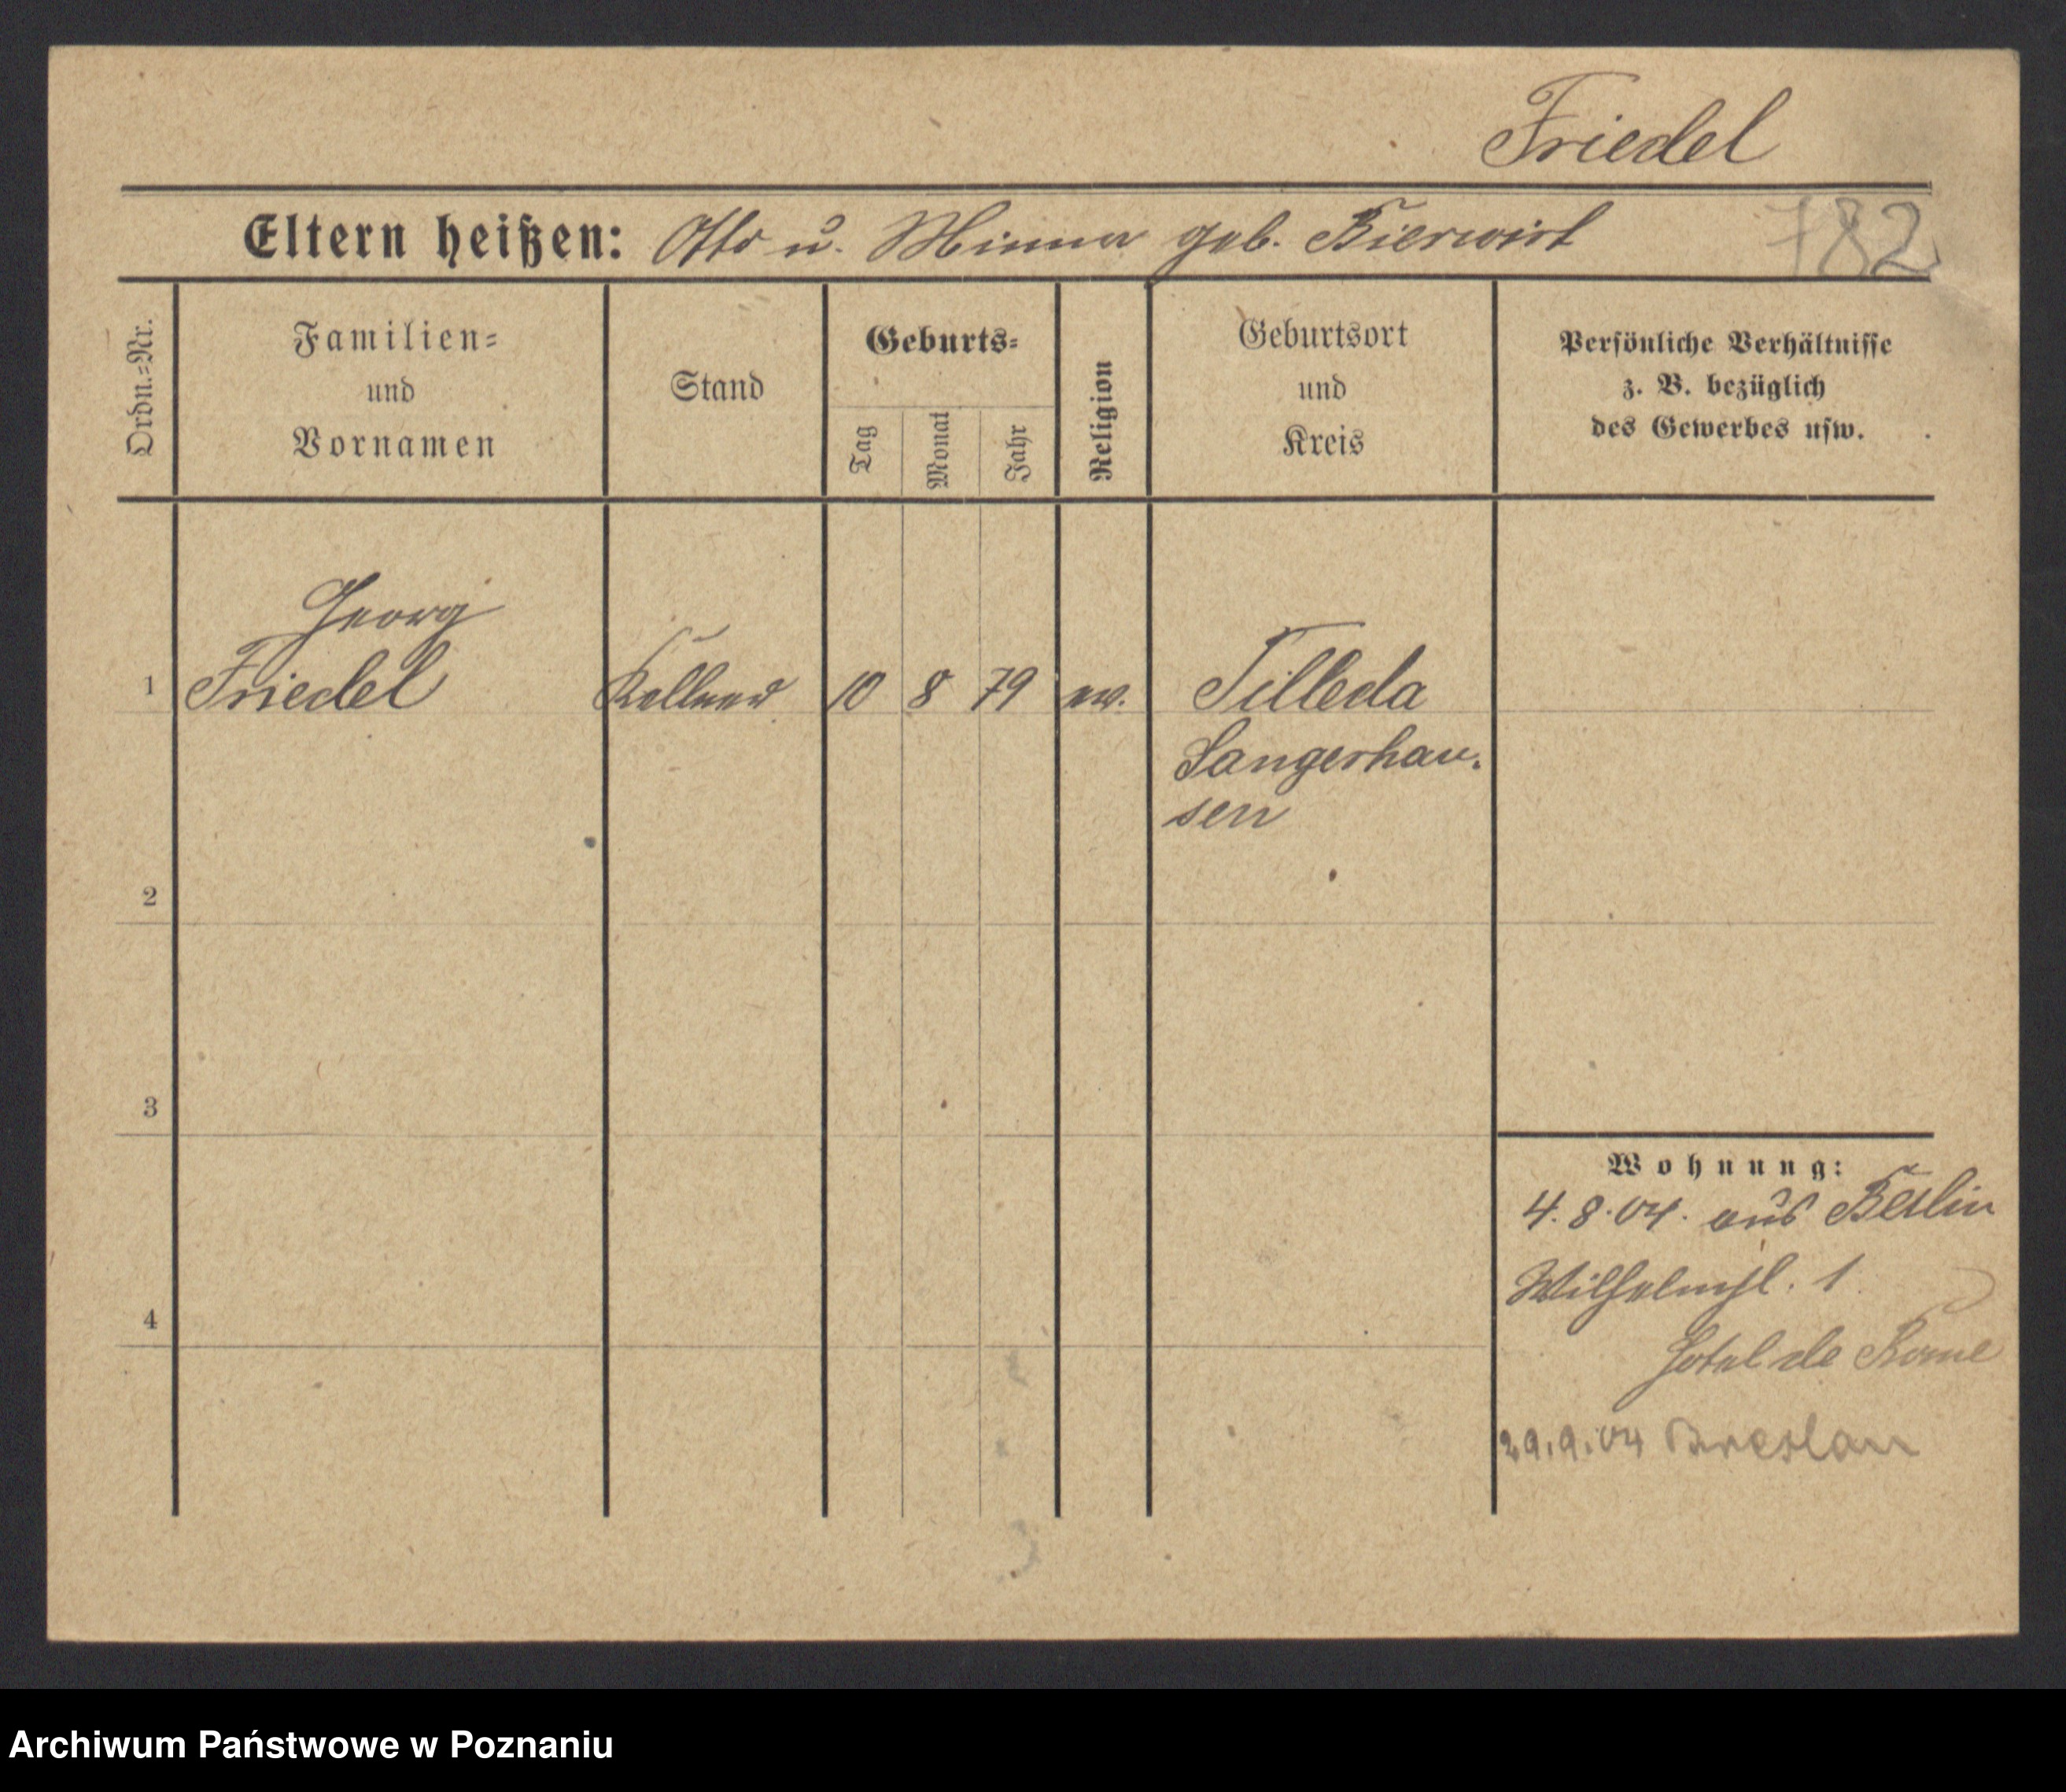 Friedel
Eltern heißen: Otto u. Minna geb. Bierwirt 782
Ordn.-Nr.
Familien-
und
Vornamen
Stand
Geburts-
Tag
Monat
Jahr
Religion
Geburtsort
und
Kreis
Persönliche Verhältnisse
z. B. bezüglich
des Gewerbes usw.
Georg
1 Friedel Kellner 10 8 79 ev. Tilleda
Sangerhau-
sen
2
3
4
Wohnung:
4.8.04. aus Berlin
Wilhelmpl. 1
Hotel de Rome
29.9.04 Breslau
Archiwum Państwowe w Poznaniu